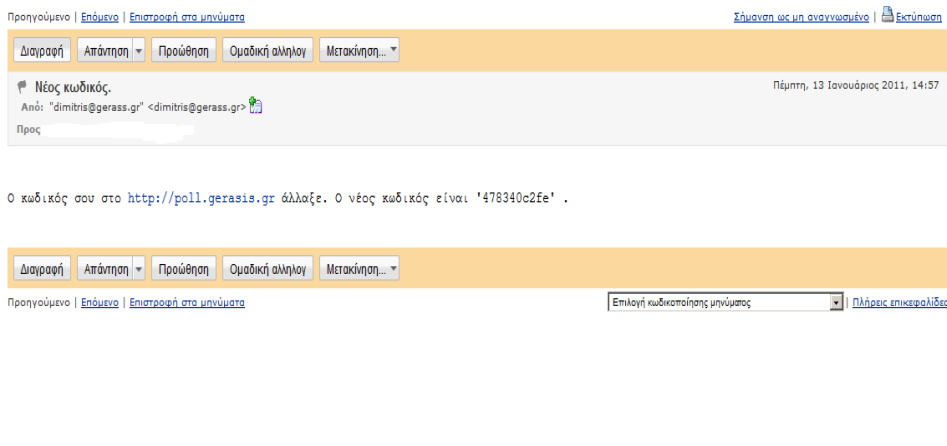 Προηγούμενο | Επόμενο | Επιστροφή στα μηνύματα Σήμανση ως μη αναγνωσμένο | Εκτύπωση
Διαγραφή Απάντηση Προώθηση Ομαδική αλληλογ Μετακίνηση...
Νέος κωδικός. Πέμπτη, 13 Ιανουάριος 2011, 14:57
Από: "dimitris@gerass.gr" <dimitris@gerass.gr>
Προς
Ο κωδικός σου στο http://poll.gerasis.gr άλλαξε. Ο νέος κωδικός είναι '478340c2fe' .
Διαγραφή Απάντηση Προώθηση Ομαδική αλληλογ Μετακίνηση...
Προηγούμενο | Επόμενο | Επιστροφή στα μηνύματα Επιλογή κωδικοποίησης μηνύματος | Πλήρεις επικεφαλίδες